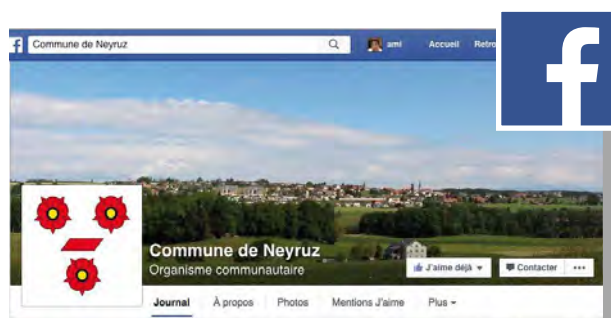 f Commune de Neyruz ami Accueil Retro
f
Commune de Neyruz
Organisme communautaire
J'aime déjà Contacter ...
Journal À propos Photos Mentions J'aime Plus